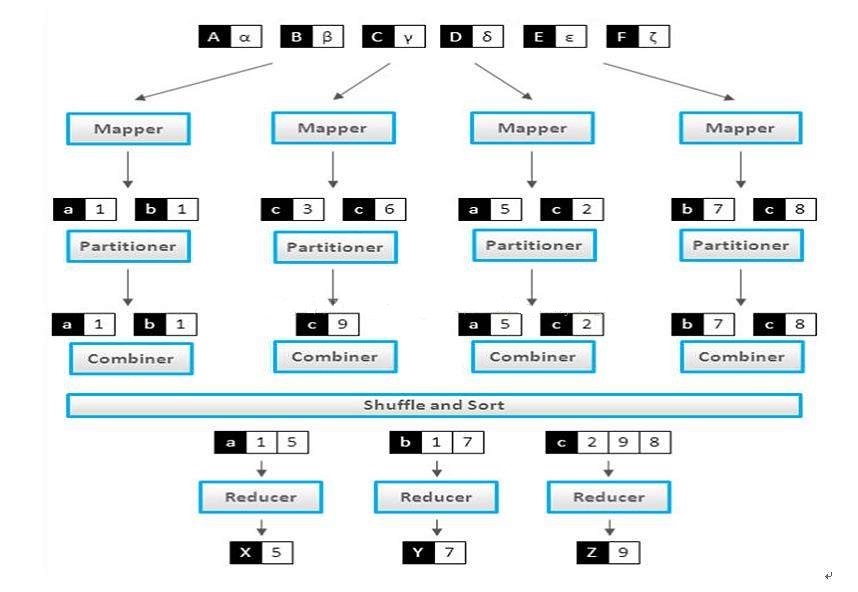 A α B β C γ D δ E ε F ζ
Mapper Mapper Mapper Mapper
a 1 b 1 c 3 c 6 a 5 c 2 b 7 c 8
Partitioner Partitioner Partitioner Partitioner
a 1 b 1 c 9 a 5 c 2 b 7 c 8
Combiner Combiner Combiner Combiner
Shuffle and Sort
a 1 5 b 1 7 c 2 9 8
Reducer Reducer Reducer
X 5 Y 7 Z 9